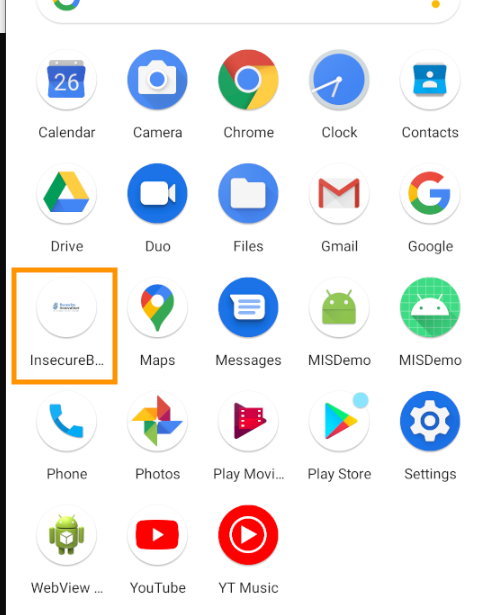 26
Calendar
Camera
Chrome
Clock
Contacts
Drive
Duo
Files
Gmail
Google
InsecureB...
Maps
Messages
MISDemo
MISDemo
Phone
Photos
Play Movi...
Play Store
Settings
WebView ...
YouTube
YT Music